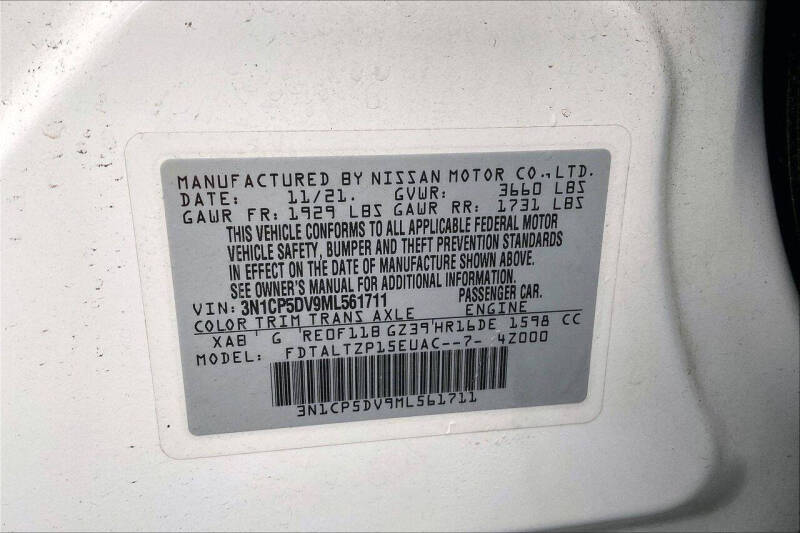 MANUFACTURED BY NISSAN MOTOR CO.,LTD.
DATE: 11/21. GVWR: 3660 LBS
GAWR FR: 1929 LBS GAWR RR: 1731 LBS
THIS VEHICLE CONFORMS TO ALL APPLICABLE FEDERAL MOTOR
VEHICLE SAFETY, BUMPER AND THEFT PREVENTION STANDARDS
IN EFFECT ON THE DATE OF MANUFACTURE SHOWN ABOVE.
SEE OWNER'S MANUAL FOR ADDITIONAL INFORMATION.
VIN: 3N1CP5DV9ML561711 PASSENGER CAR.
COLOR TRIM TRANS AXLE ENGINE
XAB G RE0F11B GZ39 HR16DE 1598 CC
MODEL: FDTALTZP15EUAC--7- 4Z000
3N1CP5DV9ML561711